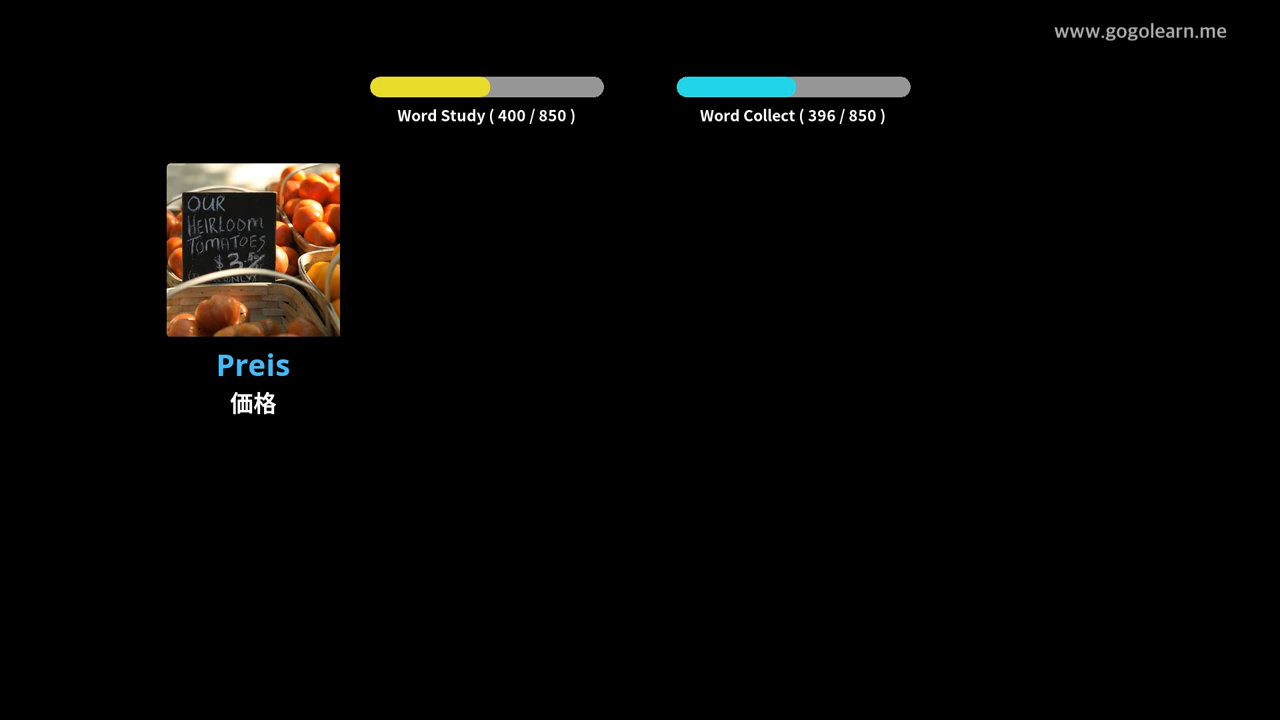 www.gogolearn.me
Word Study ( 400 / 850 )
Word Collect ( 396 / 850 )
OUR
HEIRLOOM
TOMATOES
Preis
価格